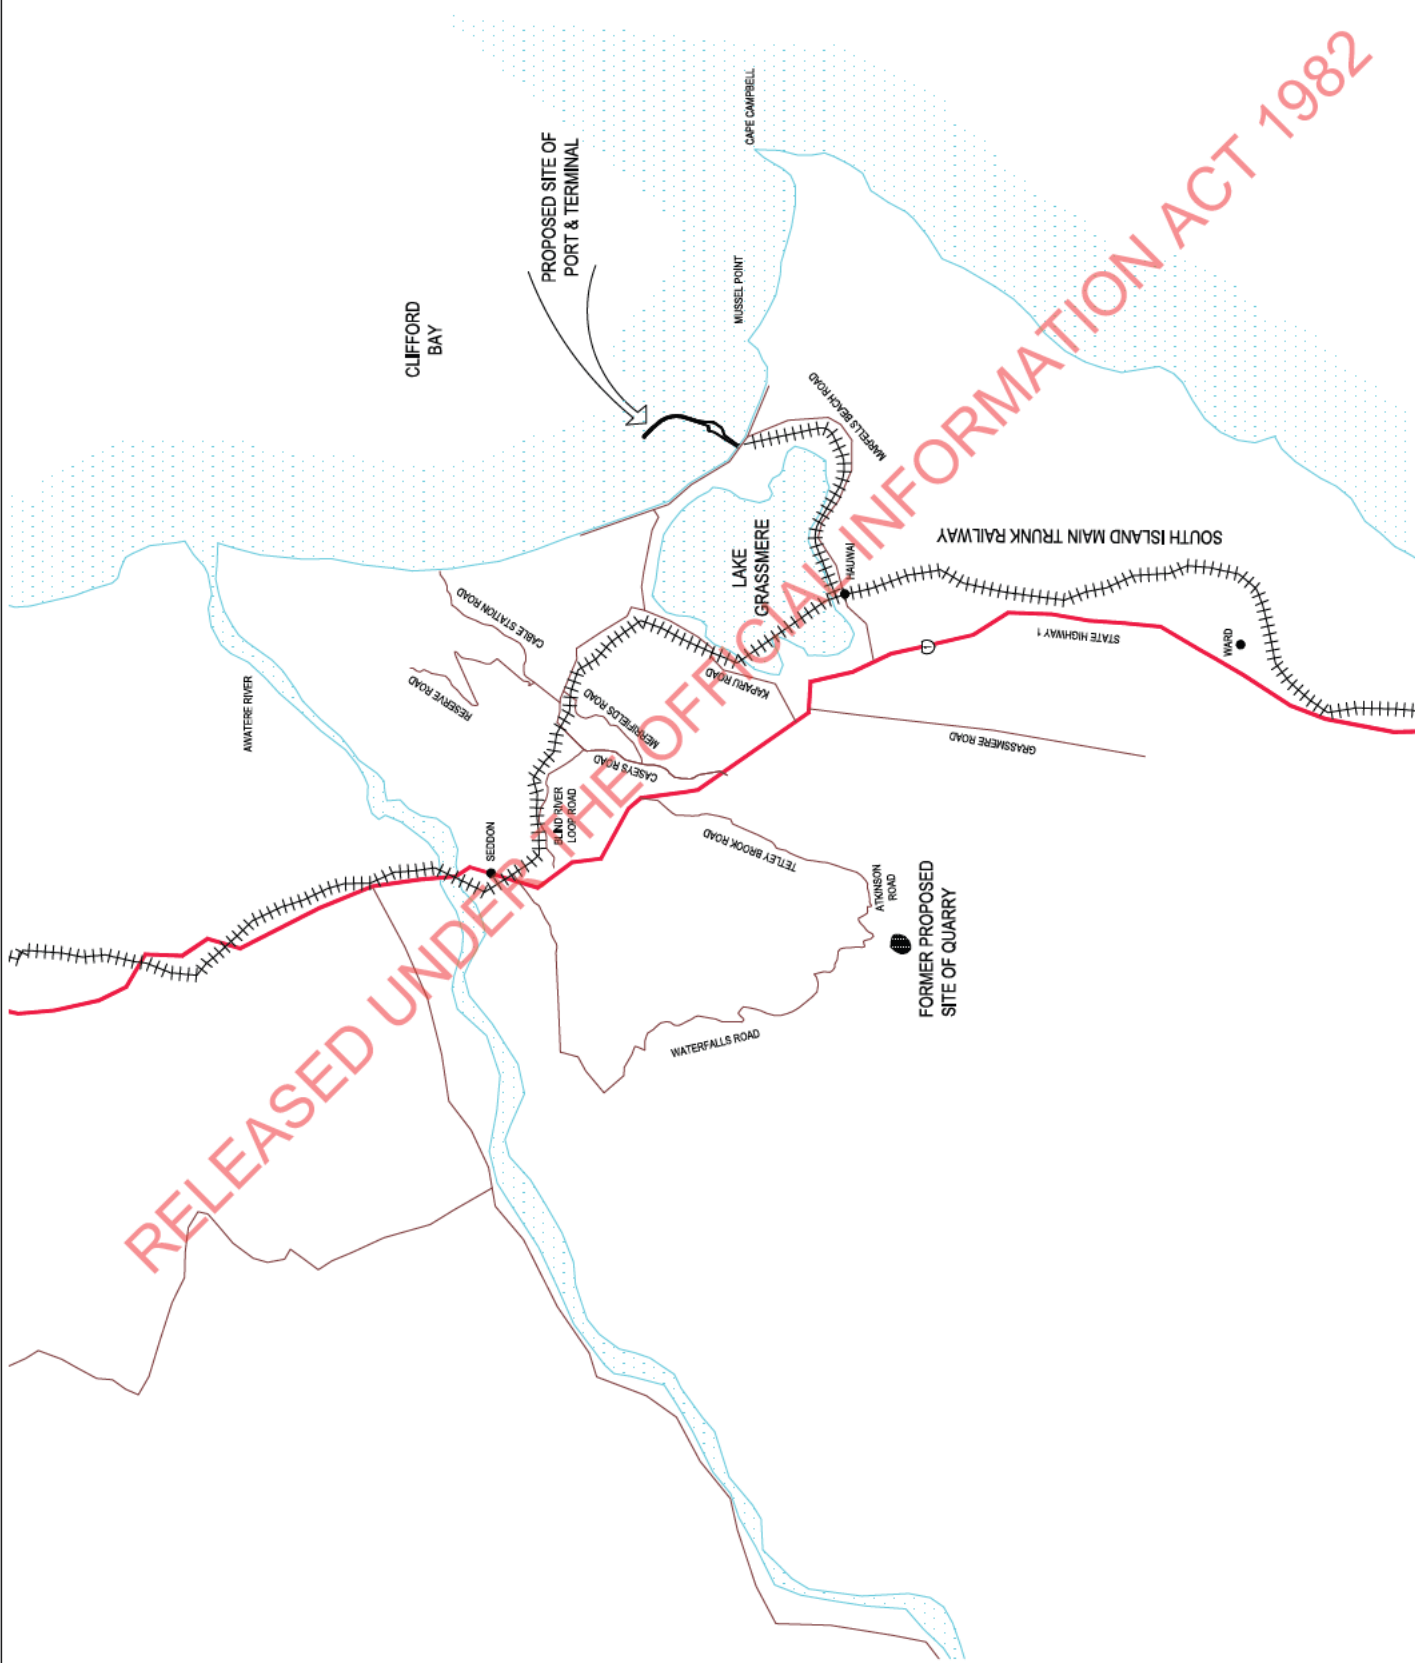 CAPE CAMPBELL
PROPOSED SITE OF
PORT & TERMINAL
MUSSEL POINT
CLIFFORD
BAY
MARFELLS BEACH ROAD
LAKE
GRASSMERE
SOUTH ISLAND MAIN TRUNK RAILWAY
HAUWAI
CABLE STATION ROAD
RESERVE ROAD
MERRIFIELDS ROAD
KAPARU ROAD
STATE HIGHWAY 1
1
WARD
AWATERE RIVER
CASEYS ROAD
GRASSMERE ROAD
BLIND RIVER
LOOP ROAD
SEDDON
TETLEY BROOK ROAD
ATKINSON
ROAD
FORMER PROPOSED
SITE OF QUARRY
WATERFALLS ROAD
RELEASED UNDER THE OFFICIAL INFORMATION ACT 1982